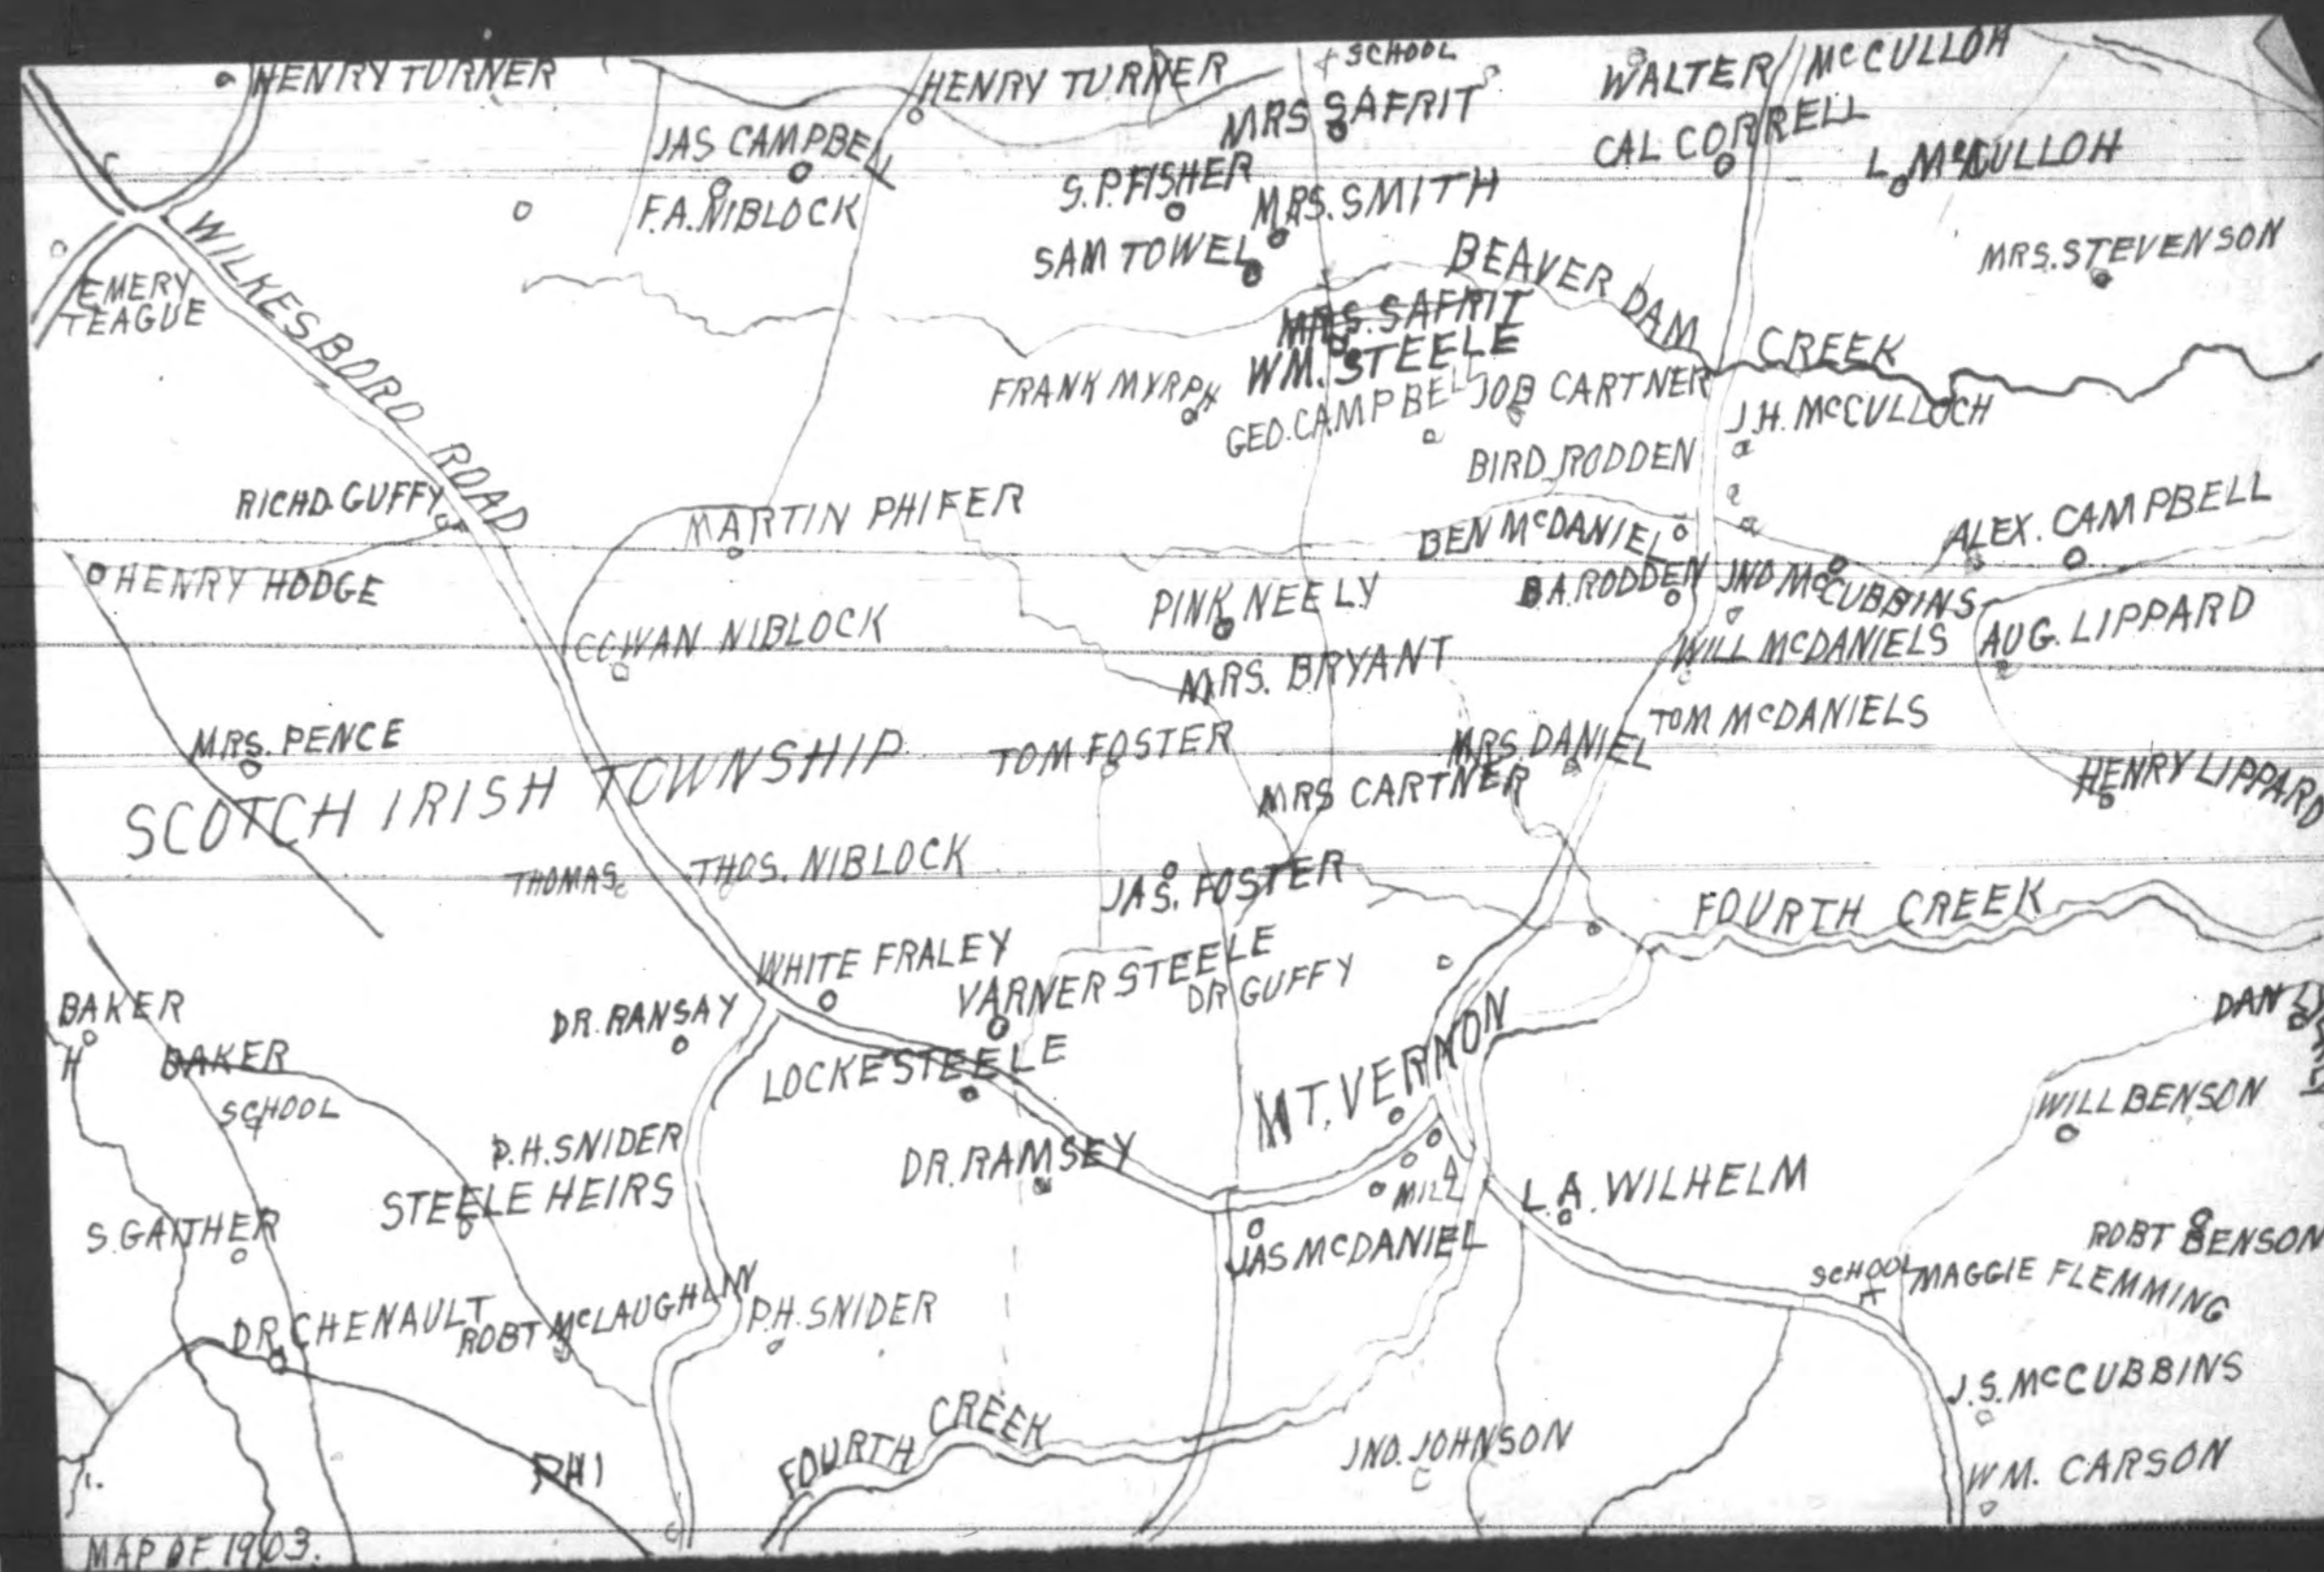 HENRY TURNER
HENRY TURNER
SCHOOL
WALTER McCULLOH
MRS SAFRIT
JAS CAMPBELL
CAL CORRELL
L. McCULLOH
S. P. FISHER
F.A. NIBLOCK
MRS. SMITH
SAM TOWEL
MRS. STEVENSON
EMERY
TEAGUE
WILKESBORO ROAD
BEAVER DAM CREEK
MRS. SAFRIT
WM. STEELE
FRANK MYRPH
GEO. CAMPBELL
JOB CARTNER
J.H. McCULLOCH
BIRD RODDEN
RICHD. GUFFY
MARTIN PHIFER
BEN McDANIEL
ALEX. CAMPBELL
HENRY HODGE
PINK NEELY
B.A. RODDEN
JNO McCUBBINS
COWAN NIBLOCK
WILL McDANIELS
AUG. LIPPARD
MRS. BRYANT
MRS. PENCE
TOM McDANIELS
SCOTCH IRISH TOWNSHIP
TOM FOSTER
MRS. DANIEL
MRS CARTNER
HENRY LIPPARD
THOMAS
THOS. NIBLOCK
JAS. FOSTER
FOURTH CREEK
WHITE FRALEY
VARNER STEELE
DR GUFFY
BAKER
H
BAKER
SCHOOL
DR. RANSAY
LOCKE STEELE
MT. VERNON
DAN
WILL BENSON
P.H. SNIDER
STEELE HEIRS
DR. RAMSEY
MILL
L.A. WILHELM
S. GAITHER
JAS McDANIEL
ROBT BENSON
SCHOOL
MAGGIE FLEMMING
DR. CHENAULT
ROBT McLAUGHLIN
P.H. SNIDER
J.S. McCUBBINS
FOURTH CREEK
JNO. JOHNSON
WM. CARSON
PHI
MAP OF 1903.